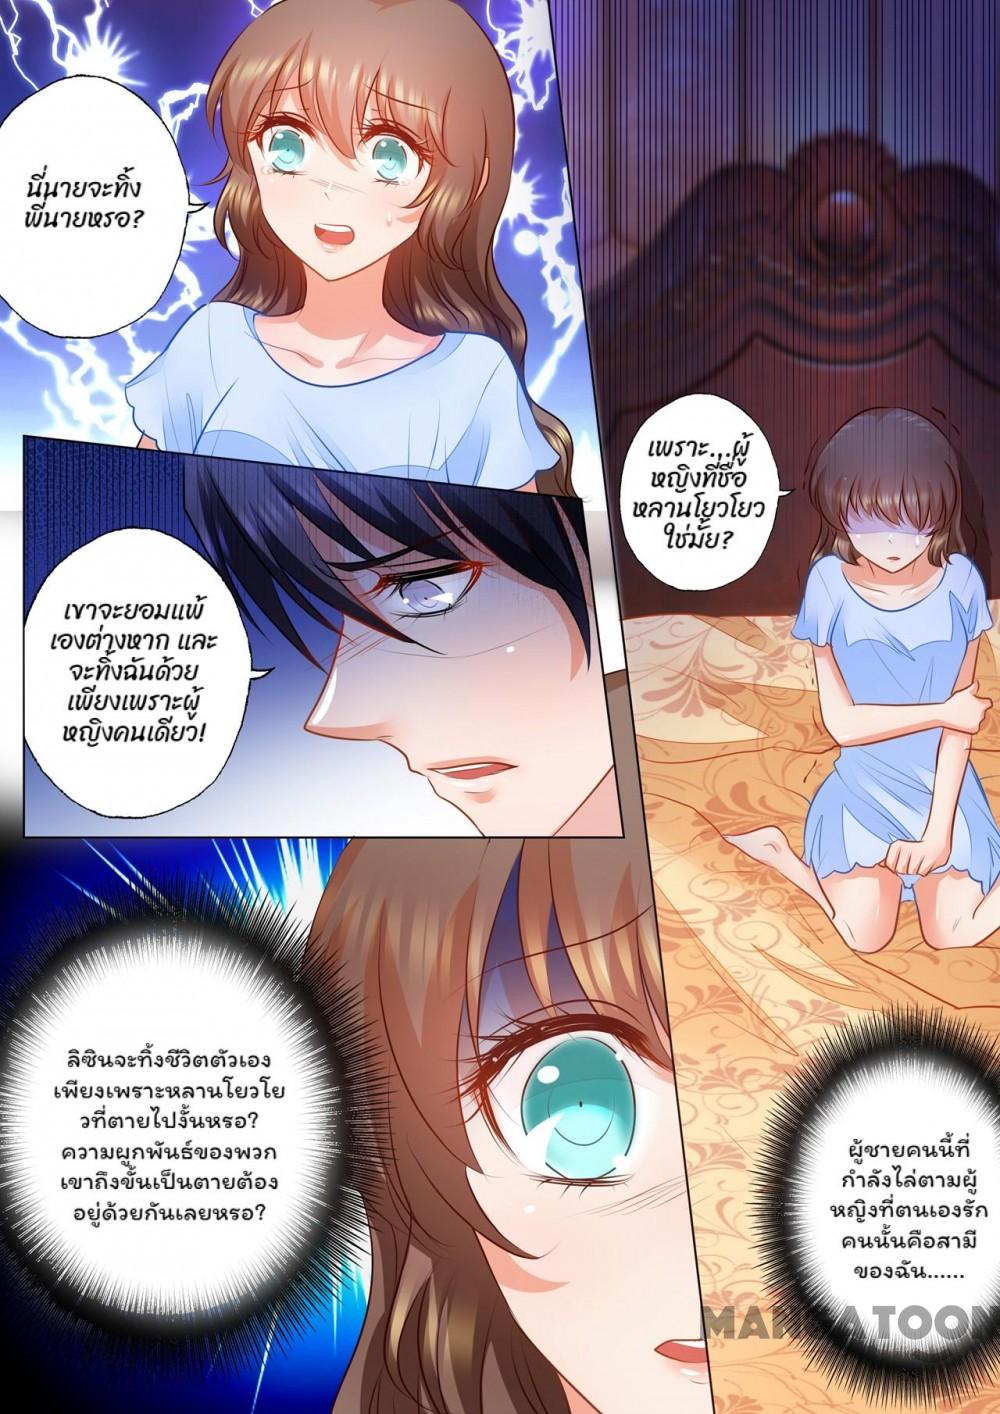 นี่นายจะทิ้ง
พี่นายหรอ?
เขาจะยอมแพ้
เองต่างหาก และ
จะทิ้งฉันด้วย
เพียงเพราะผู้
หญิงคนเดียว!
เพราะ...ผู้
หญิงที่ชื่อ
หลานโยวโยว
ใช่มั้ย?
ลิซินจะทิ้งชีวิตตัวเอง
เพียงเพราะหลานโยวโย
วที่ตายไปงั้นหรอ?
ความผูกพันธ์ของพวก
เขาถึงขั้นเป็นตายต้อง
อยู่ด้วยกันเลยหรอ?
ผู้ชายคนนี้ที่
กำลังไล่ตามผู้
หญิงที่ตนเองรัก
คนนั้นคือสามี
ของฉัน......
MANGATOON